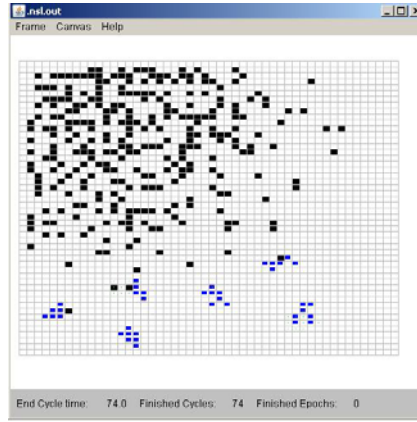 .nsl.out
Frame Canvas Help
End Cycle time: 74.0 Finished Cycles: 74 Finished Epochs: 0